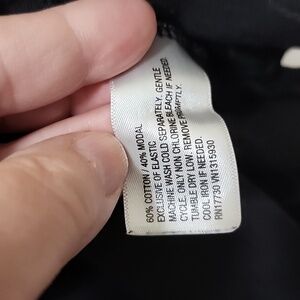 60% COTTON / 40% MODAL
EXCLUSIVE OF ELASTIC
MACHINE WASH COLD SEPARATELY, GENTLE
CYCLE. ONLY NON CHLORINE BLEACH IF NEEDED.
TUMBLE DRY LOW. REMOVE PROMPTLY.
COOL IRON IF NEEDED.
RN17730 VN1315930